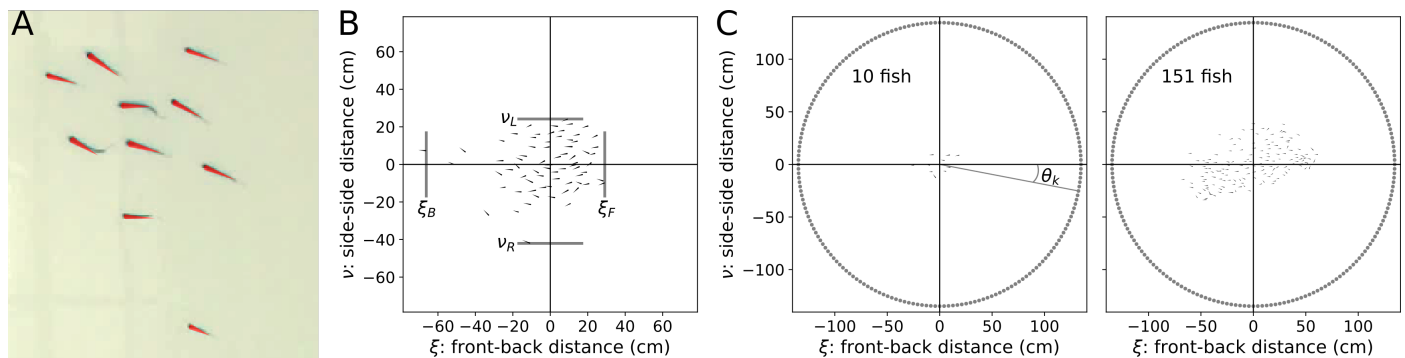 A
B
ν: side-side distance (cm)
60
40
20
0
−20
−40
−60
ν_L
ξ_B
ξ_F
ν_R
−60 −40 −20 0 20 40 60
ξ: front-back distance (cm)
C
ν: side-side distance (cm)
100
50
0
−50
−100
10 fish
θ_k
−100 −50 0 50 100
ξ: front-back distance (cm)
151 fish
−100 −50 0 50 100
ξ: front-back distance (cm)